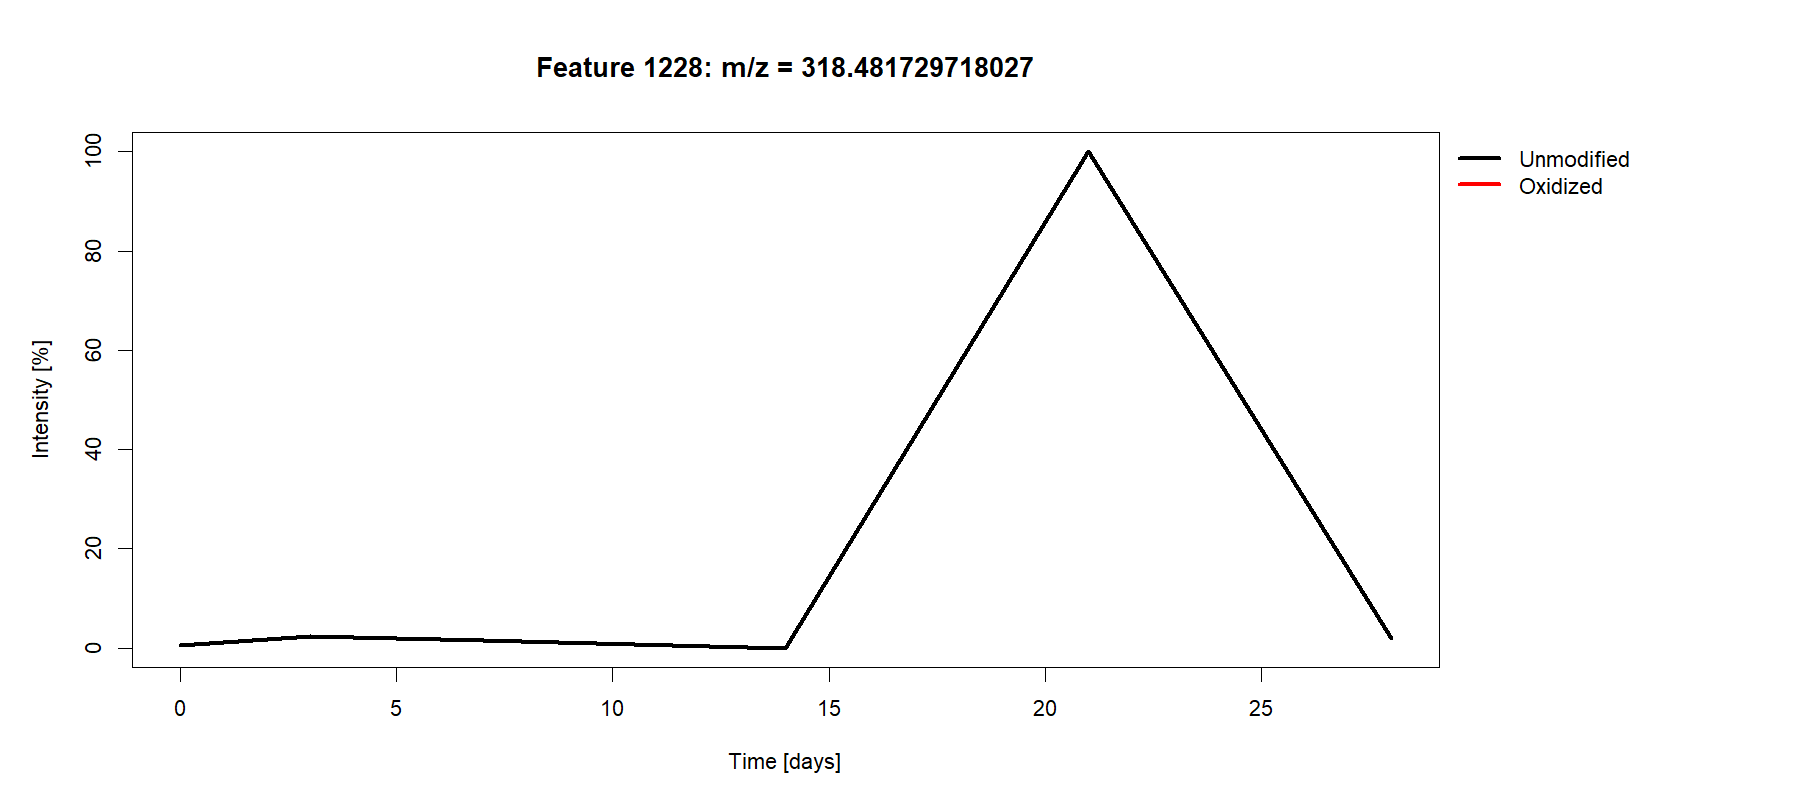 Feature 1228: m/z = 318.481729718027
Unmodified
Oxidized
Intensity [%]
100
80
60
40
20
0
0 5 10 15 20 25
Time [days]